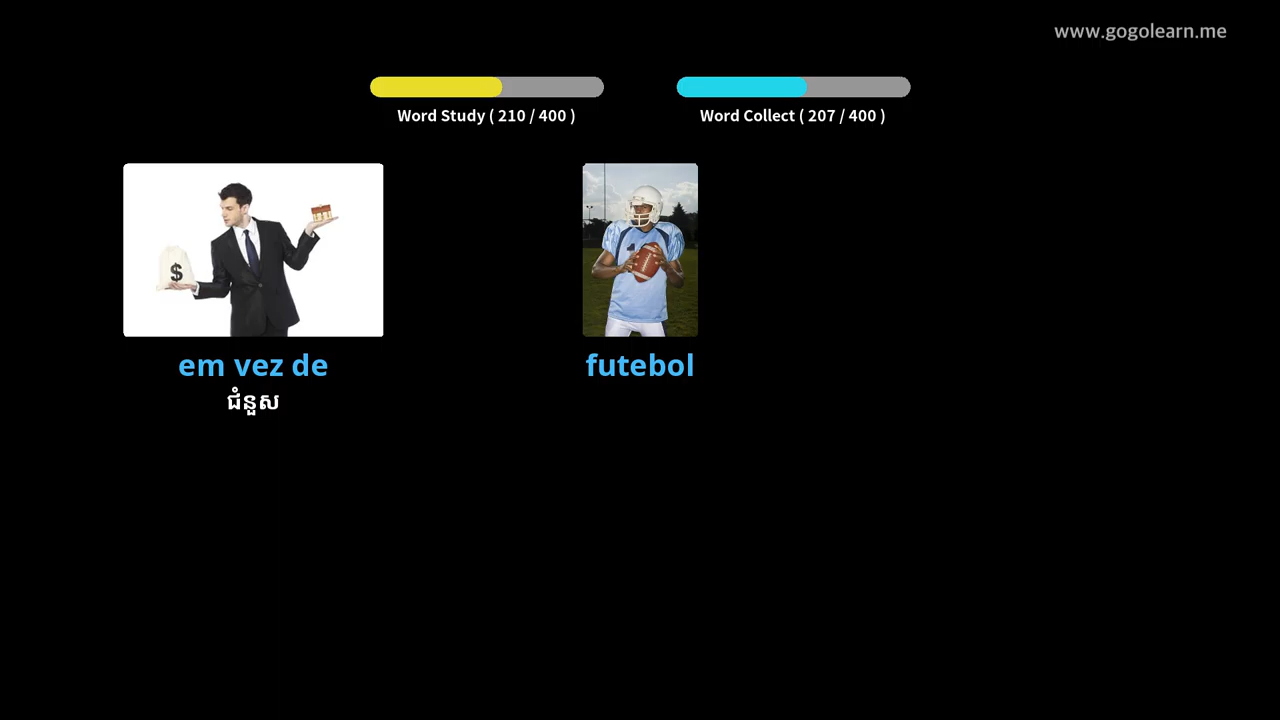 www.gogolearn.me
Word Study ( 210 / 400 )
Word Collect ( 207 / 400 )
$
em vez de
ជំនួស
futebol